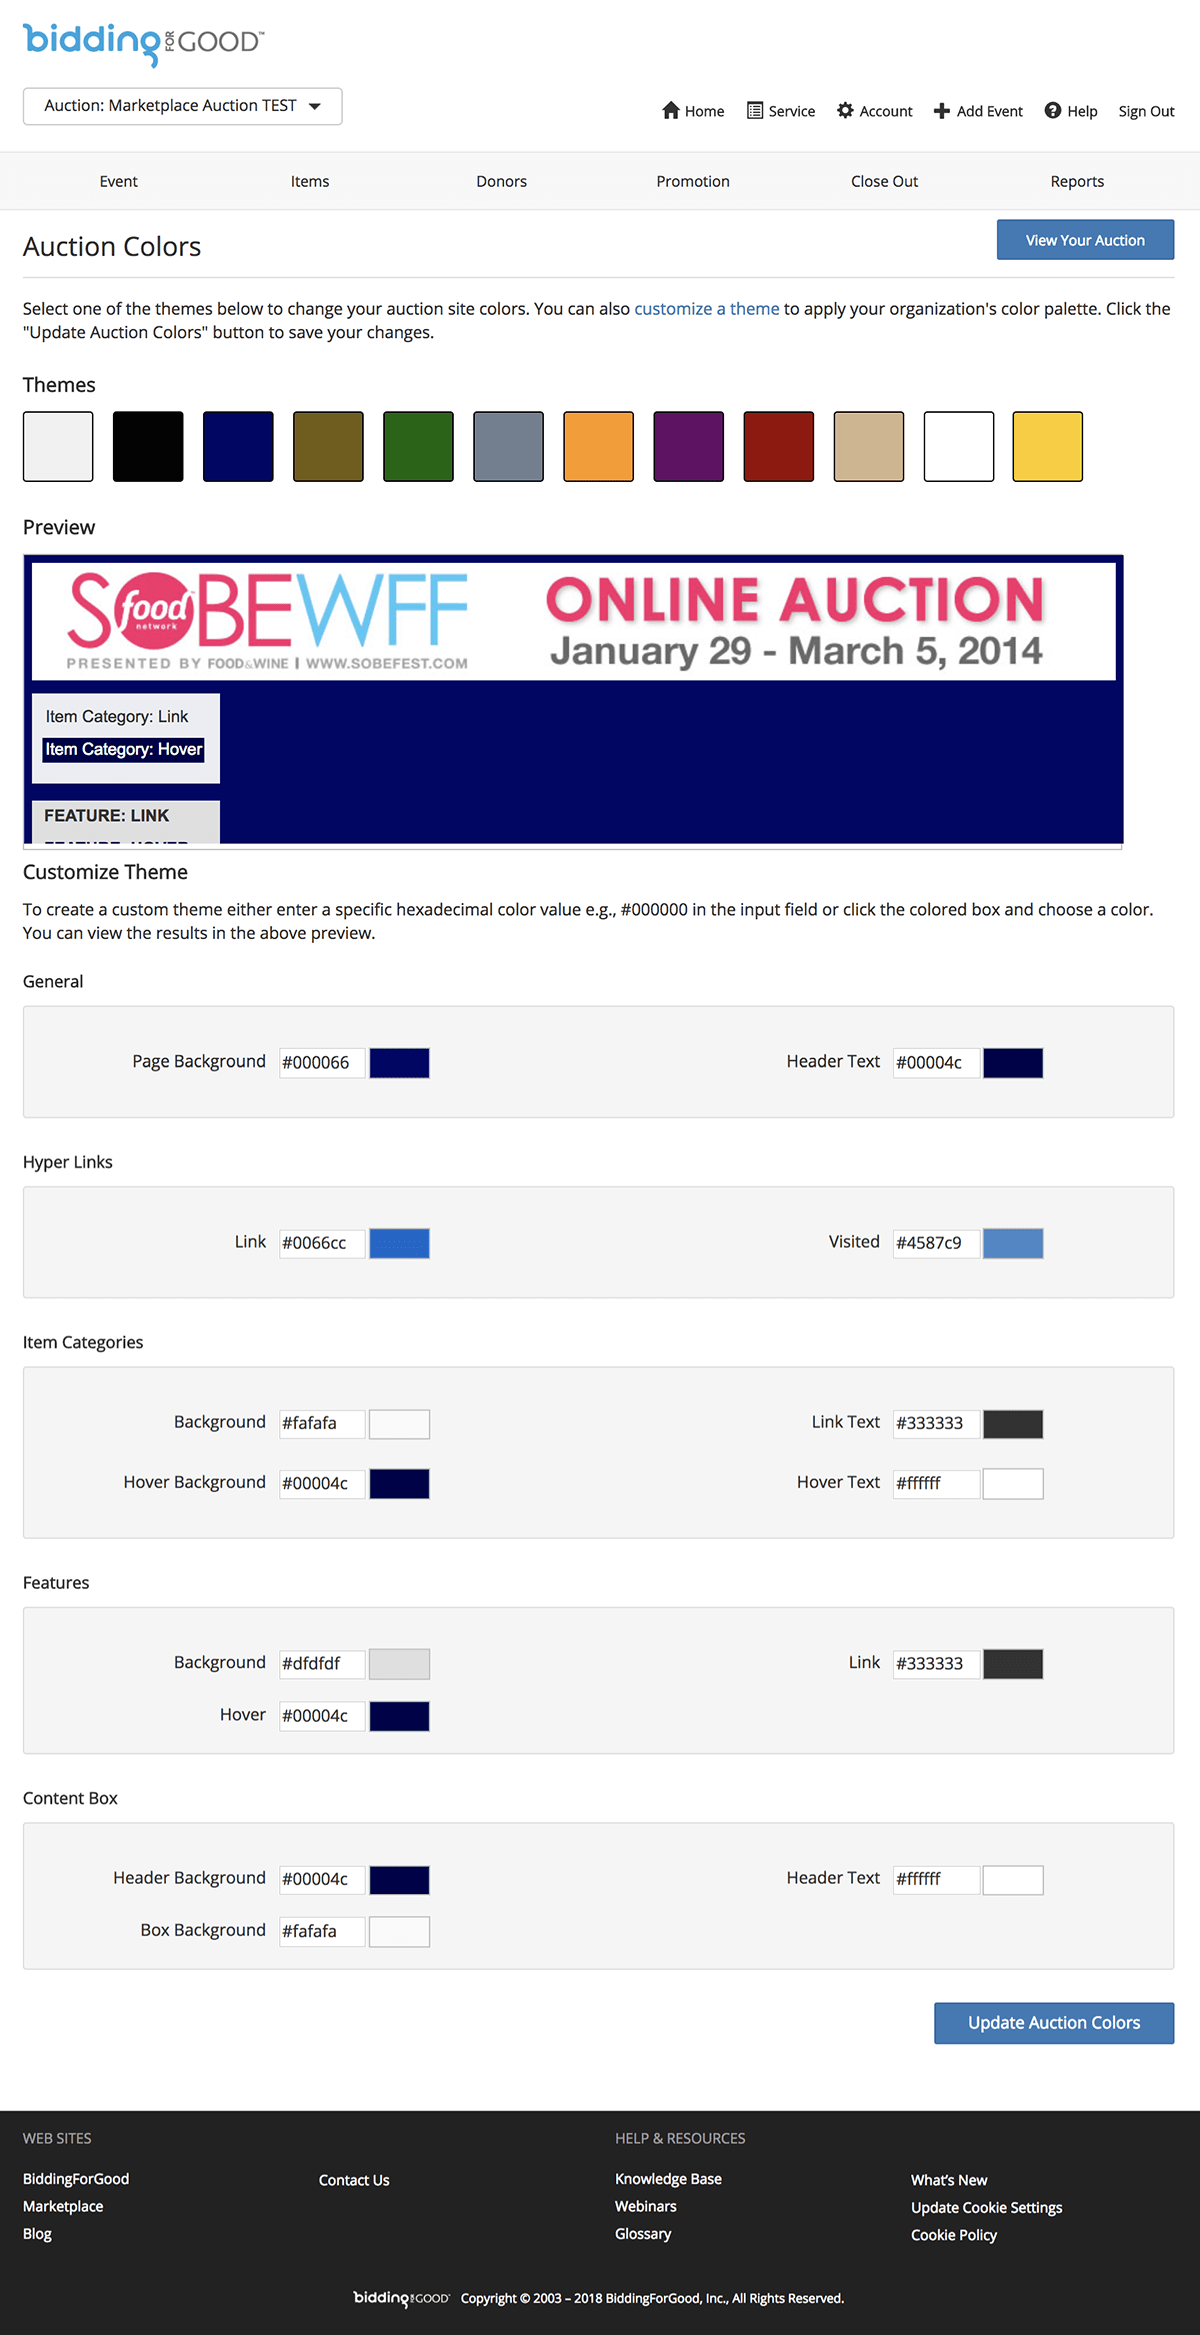 bidding FOR GOOD™
Auction: Marketplace Auction TEST
Home Service Account Add Event Help Sign Out
Event Items Donors Promotion Close Out Reports
Auction Colors
View Your Auction
Select one of the themes below to change your auction site colors. You can also customize a theme to apply your organization's color palette. Click the
"Update Auction Colors" button to save your changes.
Themes
Preview
SOBEWFF
food
network
PRESENTED BY FOOD&WINE | WWW.SOBEFEST.COM
ONLINE AUCTION
January 29 - March 5, 2014
Item Category: Link
Item Category: Hover
FEATURE: LINK
FEATURE: HOVER
Customize Theme
To create a custom theme either enter a specific hexadecimal color value e.g., #000000 in the input field or click the colored box and choose a color.
You can view the results in the above preview.
General
Page Background #000066 Header Text #00004c
Hyper Links
Link #0066cc Visited #4587c9
Item Categories
Background #fafafa Link Text #333333
Hover Background #00004c Hover Text #ffffff
Features
Background #dfdfdf Link #333333
Hover #00004c
Content Box
Header Background #00004c Header Text #ffffff
Box Background #fafafa
Update Auction Colors
WEB SITES
BiddingForGood
Marketplace
Blog
Contact Us
HELP & RESOURCES
Knowledge Base
Webinars
Glossary
What's New
Update Cookie Settings
Cookie Policy
bidding FOR GOOD Copyright © 2003 – 2018 BiddingForGood, Inc., All Rights Reserved.